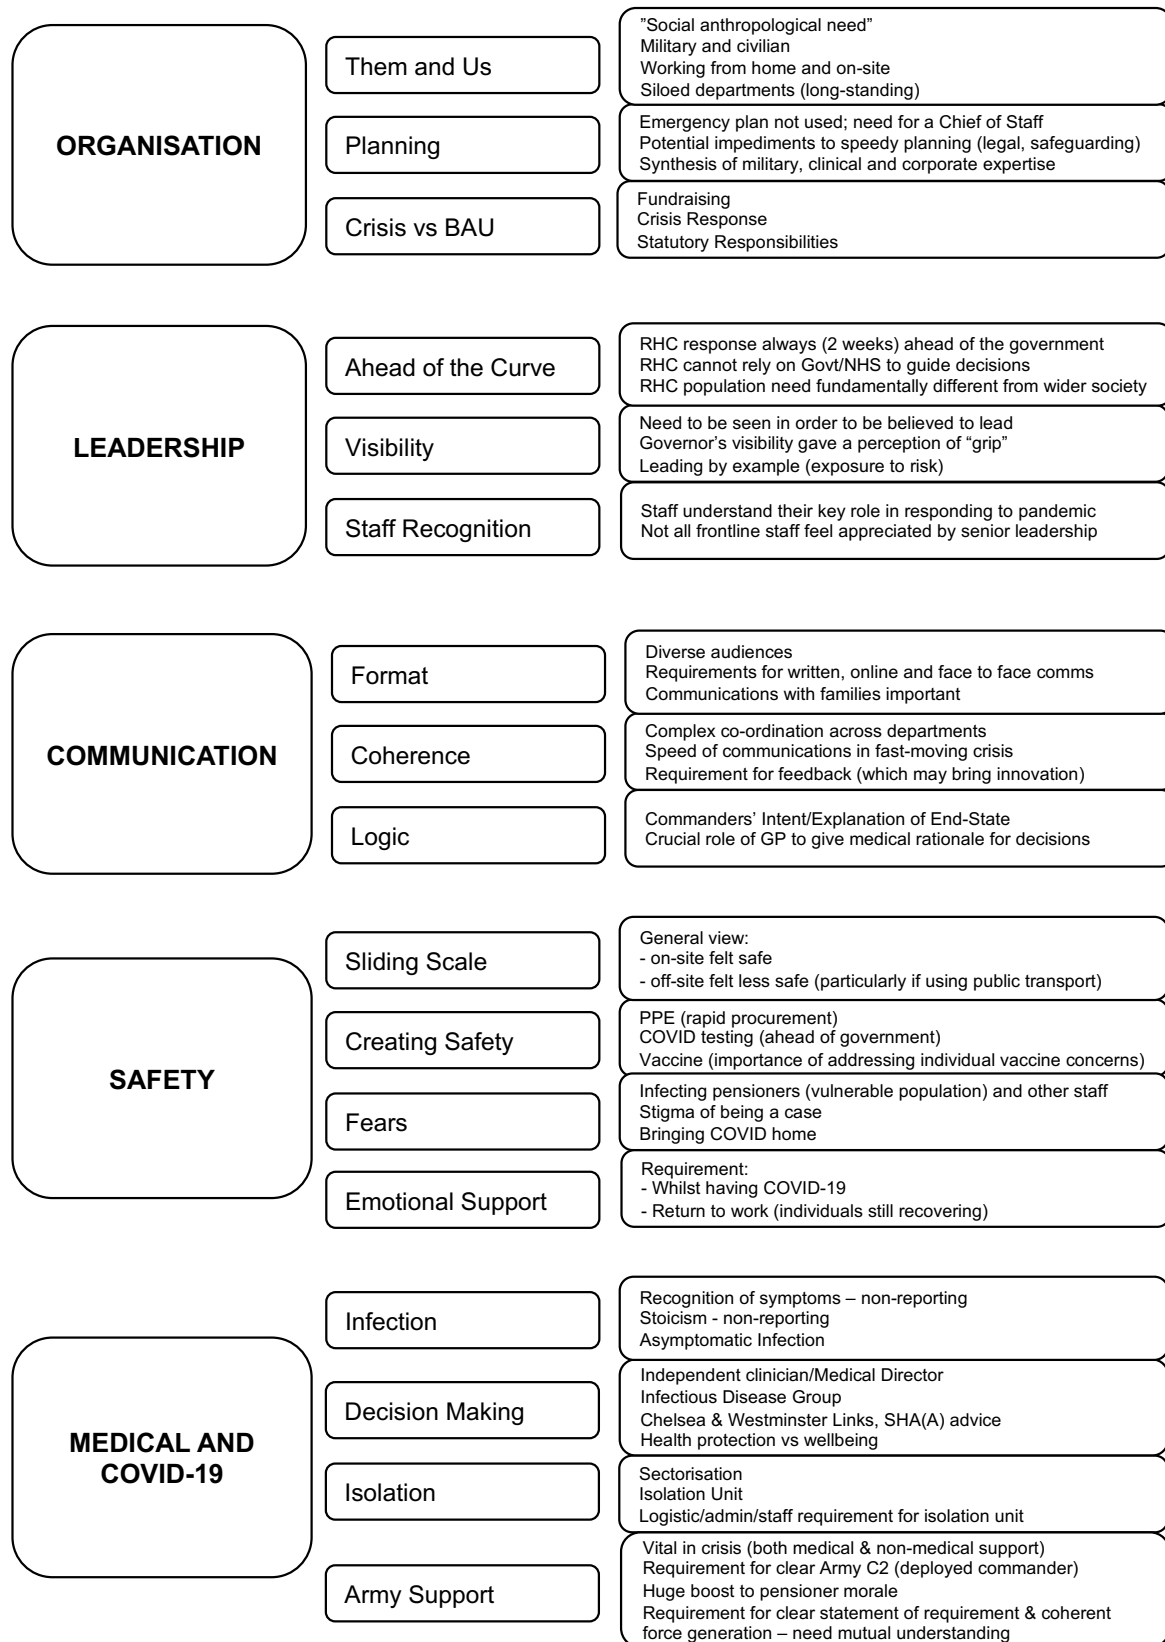 ORGANISATION
Them and Us
”Social anthropological need”
Military and civilian
Working from home and on-site
Siloed departments (long-standing)
Planning
Emergency plan not used; need for a Chief of Staff
Potential impediments to speedy planning (legal, safeguarding)
Synthesis of military, clinical and corporate expertise
Crisis vs BAU
Fundraising
Crisis Response
Statutory Responsibilities
LEADERSHIP
Ahead of the Curve
RHC response always (2 weeks) ahead of the government
RHC cannot rely on Govt/NHS to guide decisions
RHC population need fundamentally different from wider society
Visibility
Need to be seen in order to be believed to lead
Governor’s visibility gave a perception of “grip”
Leading by example (exposure to risk)
Staff Recognition
Staff understand their key role in responding to pandemic
Not all frontline staff feel appreciated by senior leadership
COMMUNICATION
Format
Diverse audiences
Requirements for written, online and face to face comms
Communications with families important
Coherence
Complex co-ordination across departments
Speed of communications in fast-moving crisis
Requirement for feedback (which may bring innovation)
Logic
Commanders’ Intent/Explanation of End-State
Crucial role of GP to give medical rationale for decisions
SAFETY
Sliding Scale
General view:
- on-site felt safe
- off-site felt less safe (particularly if using public transport)
Creating Safety
PPE (rapid procurement)
COVID testing (ahead of government)
Vaccine (importance of addressing individual vaccine concerns)
Fears
Infecting pensioners (vulnerable population) and other staff
Stigma of being a case
Bringing COVID home
Emotional Support
Requirement:
- Whilst having COVID-19
- Return to work (individuals still recovering)
MEDICAL AND
COVID-19
Infection
Recognition of symptoms – non-reporting
Stoicism - non-reporting
Asymptomatic Infection
Decision Making
Independent clinician/Medical Director
Infectious Disease Group
Chelsea & Westminster Links, SHA(A) advice
Health protection vs wellbeing
Isolation
Sectorisation
Isolation Unit
Logistic/admin/staff requirement for isolation unit
Army Support
Vital in crisis (both medical & non-medical support)
Requirement for clear Army C2 (deployed commander)
Huge boost to pensioner morale
Requirement for clear statement of requirement & coherent
force generation – need mutual understanding